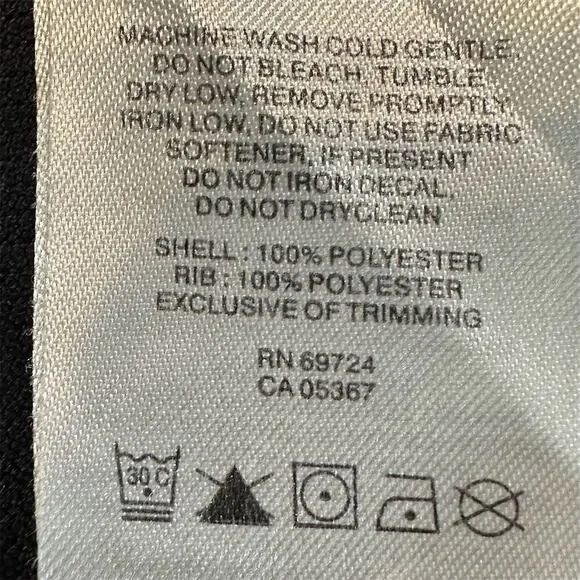 MACHINE WASH COLD GENTLE.
DO NOT BLEACH, TUMBLE
DRY LOW, REMOVE PROMPTLY
IRON LOW, DO NOT USE FABRIC
SOFTENER, IF PRESENT
DO NOT IRON DECAL,
DO NOT DRYCLEAN
SHELL : 100% POLYESTER
RIB : 100% POLYESTER
EXCLUSIVE OF TRIMMING
RN 69724
CA 05367
30 C